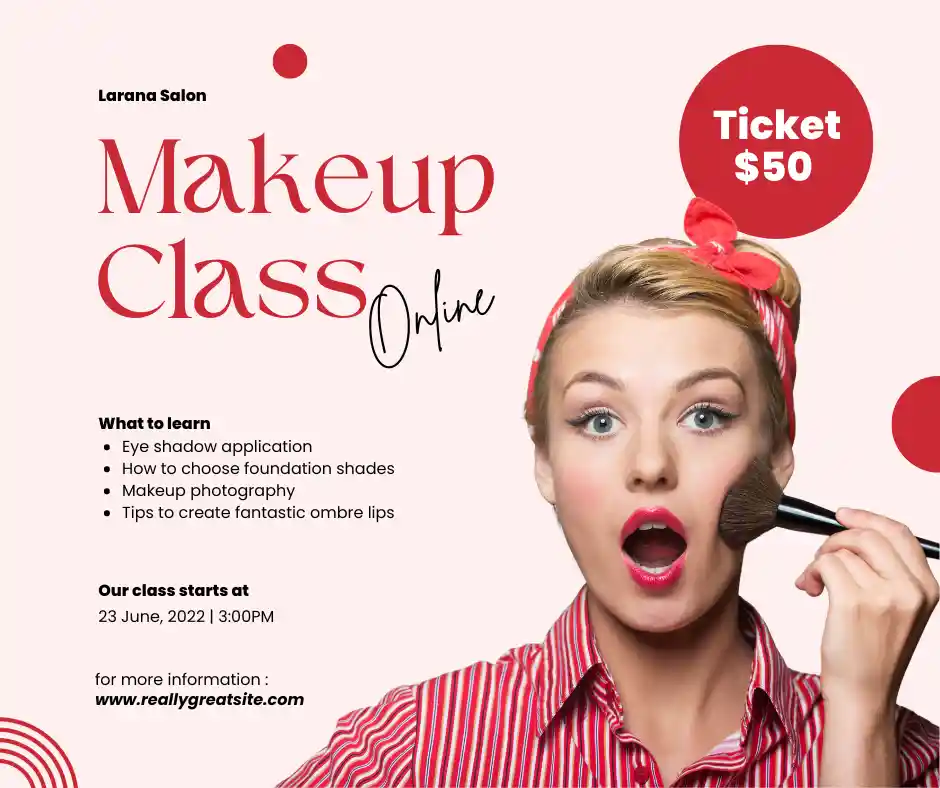 Larana Salon
Ticket
$50
Makeup
Class
Online
What to learn
• Eye shadow application
• How to choose foundation shades
• Makeup photography
• Tips to create fantastic ombre lips
Our class starts at
23 June, 2022 | 3:00PM
for more information :
www.reallygreatsite.com